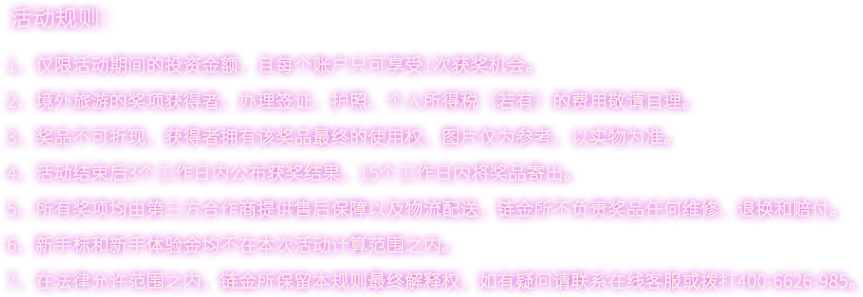 活动规则：
1、仅限活动期间的投资金额，且每个账户只可享受1次获奖机会。
2、境外旅游的奖项获得者，办理签证、护照、个人所得税（若有）的费用敬请自理。
3、奖品不可折现，获得者拥有该奖品最终的使用权，图片仅为参考，以实物为准。
4、活动结束后3个工作日内公布获奖结果，15个工作日内将奖品寄出。
5、所有奖项均由第三方合作商提供售后保障以及物流配送，链金所不负责奖品任何维修、退换和赔付。
6、新手标和新手体验金均不在本次活动计算范围之内。
7、在法律允许范围之内，链金所保留本规则最终解释权，如有疑问请联系在线客服或拨打400-6626-985。